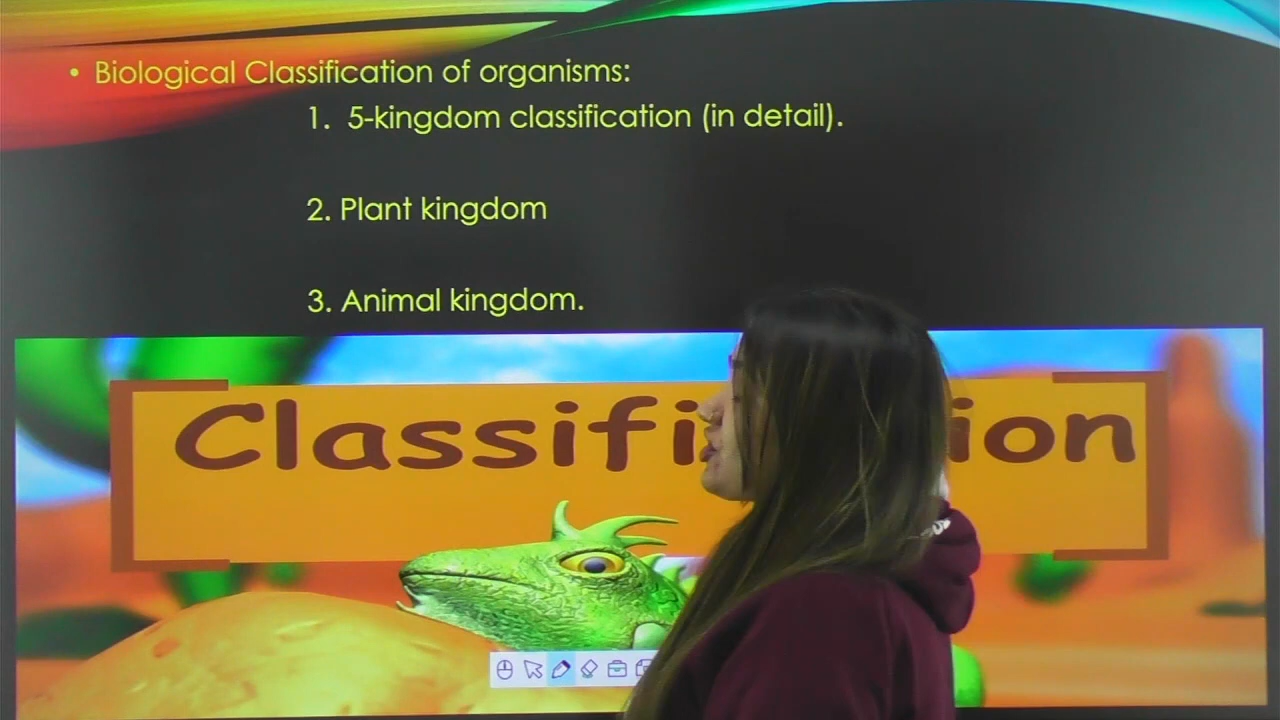 • Biological Classification of organisms:
1. 5-kingdom classification (in detail).
2. Plant kingdom
3. Animal kingdom.